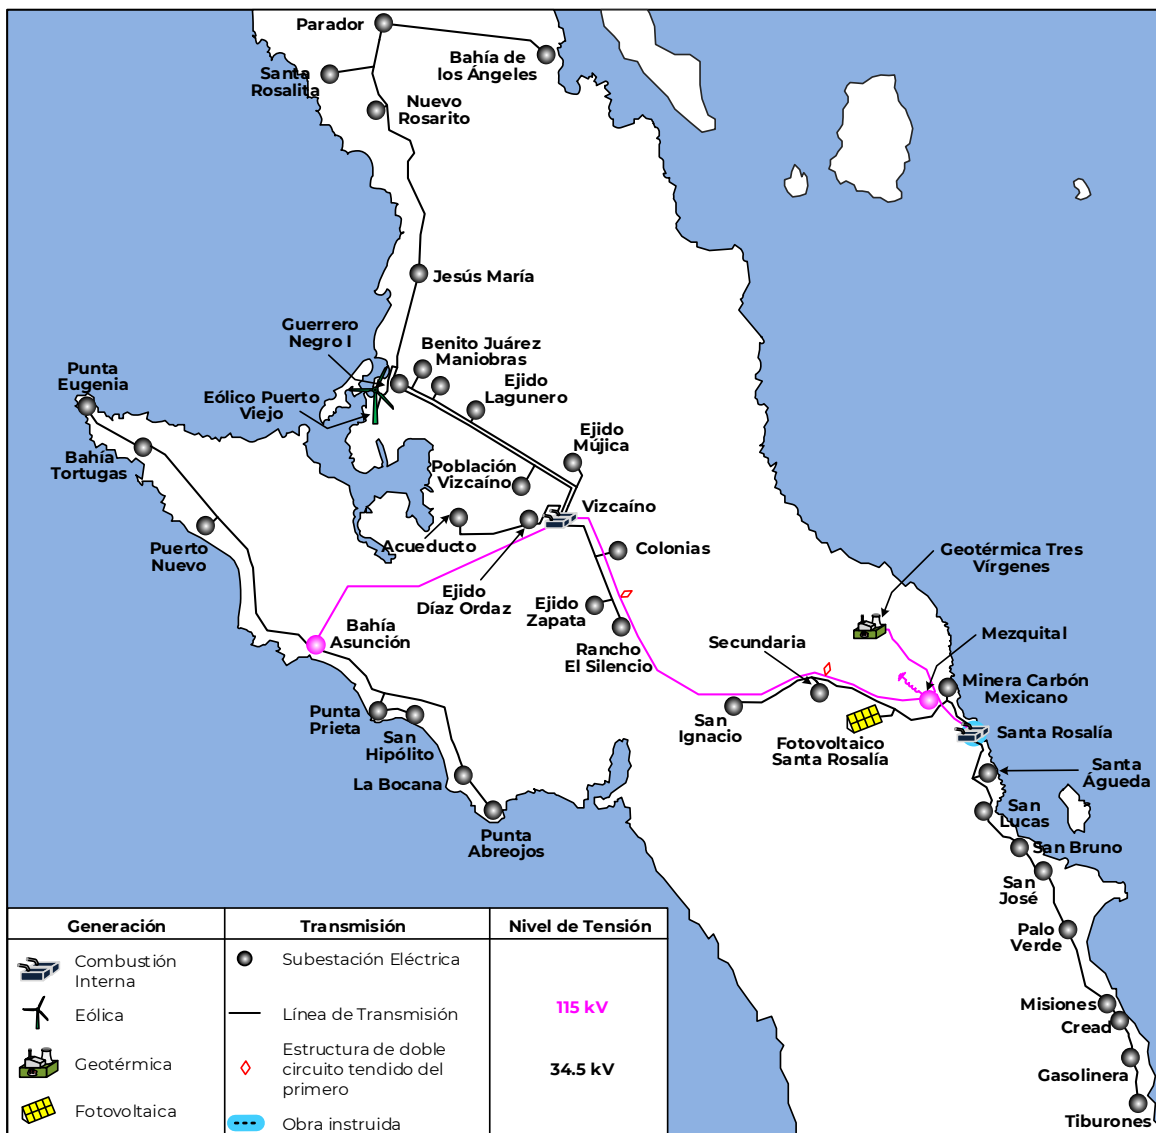 Parador
Bahía de
los Ángeles
Santa
Rosalita
Nuevo
Rosarito
Jesús María
Guerrero
Negro I
Benito Juárez
Maniobras
Punta
Eugenia
Eólico Puerto
Viejo
Ejido
Lagunero
Ejido
Mújica
Bahía
Tortugas
Población
Vizcaíno
Vizcaíno
Puerto
Nuevo
Acueducto
Colonias
Geotérmica Tres
Vírgenes
Ejido
Díaz Ordaz
Ejido
Zapata
Bahía
Asunción
Rancho
El Silencio
Secundaria
Mezquital
Minera Carbón
Mexicano
Punta
Prieta
San
Hipólito
San
Ignacio
Fotovoltaico
Santa Rosalía
Santa Rosalía
La Bocana
Santa
Águeda
San
Lucas
Punta
Abreojos
San Bruno
San
José
Palo
Verde
Misiones
Cread
Gasolinera
Tiburones
Generación
Transmisión
Nivel de Tensión
Combustión
Interna
Eólica
Geotérmica
Fotovoltaica
Subestación Eléctrica
Línea de Transmisión
Estructura de doble
circuito tendido del
primero
Obra instruida
115 kV
34.5 kV